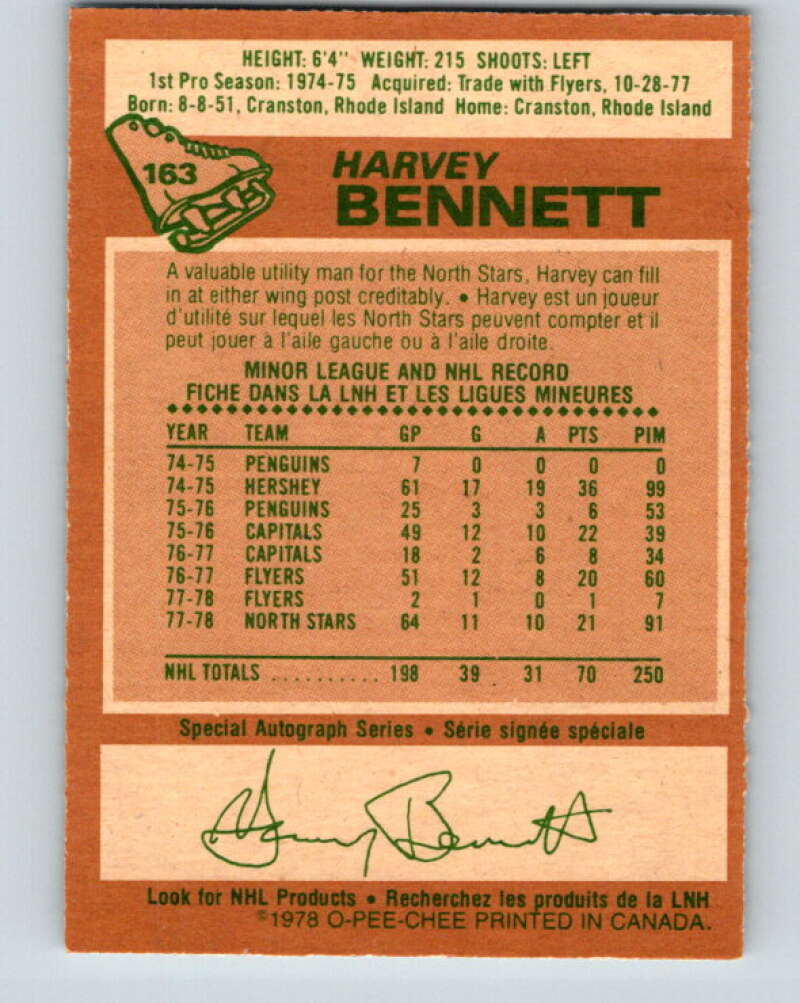 HEIGHT: 6'4" WEIGHT: 215 SHOOTS: LEFT
1st Pro Season: 1974-75 Acquired: Trade with Flyers, 10-28-77
Born: 8-8-51, Cranston, Rhode Island Home: Cranston, Rhode Island
163
HARVEY
BENNETT
A valuable utility man for the North Stars, Harvey can fill
in at either wing post creditably. • Harvey est un joueur
d'utilité sur lequel les North Stars peuvent compter et il
peut jouer à l'aile gauche ou à l'aile droite.
MINOR LEAGUE AND NHL RECORD
FICHE DANS LA LNH ET LES LIGUES MINEURES
YEAR TEAM GP G A PTS PIM
74-75 PENGUINS 7 0 0 0 0
74-75 HERSHEY 61 17 19 36 99
75-76 PENGUINS 25 3 3 6 53
75-76 CAPITALS 49 12 10 22 39
76-77 CAPITALS 18 2 6 8 34
76-77 FLYERS 51 12 8 20 60
77-78 FLYERS 2 1 0 1 7
77-78 NORTH STARS 64 11 10 21 91
NHL TOTALS .......... 198 39 31 70 250
Special Autograph Series • Série signée spéciale
Harvey Bennett
Look for NHL Products • Recherchez les produits de la LNH
©1978 O-PEE-CHEE PRINTED IN CANADA.